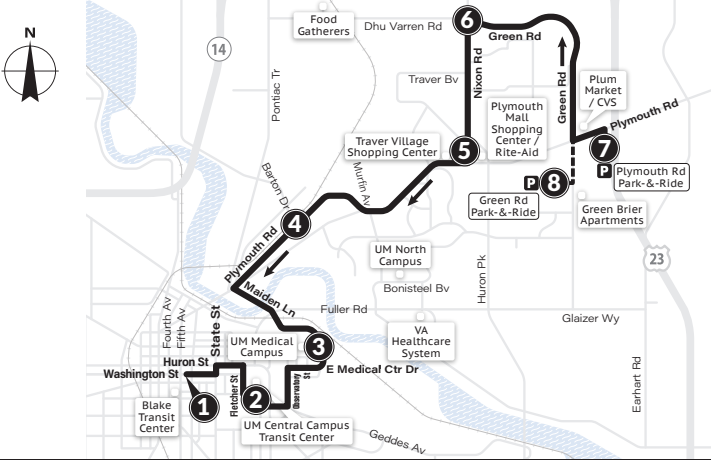 N
14
Food
Gatherers
Dhu Varren Rd
6
Green Rd
Nixon Rd
Pontiac Tr
Traver Bv
Green Rd
Plum
Market
/ CVS
Plymouth
Mall
Shopping
Center /
Rite-Aid
Plymouth Rd
Traver Village
Shopping Center
5
7
P
Plymouth Rd
Park-&-Ride
P
8
Green Rd
Park-&-Ride
Barton Dr
Murfin Av
4
Green Brier
Apartments
Plymouth Rd
UM North
Campus
23
Bonisteel Bv
Huron Pk
Maiden Ln
Fuller Rd
Glaizer Wy
Fourth Av
Fifth Av
State St
UM Medical
Campus
3
VA
Healthcare
System
Huron St
Washington St
E Medical Ctr Dr
Fletcher St
Observatory
St
Earhart Rd
1
2
Blake
Transit
Center
UM Central Campus
Transit Center
Geddes Av